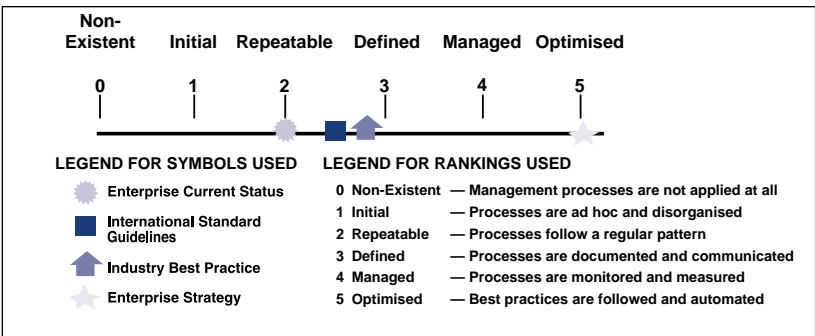 Non-
Existent Initial Repeatable Defined Managed Optimised
0 1 2 3 4 5
LEGEND FOR SYMBOLS USED
Enterprise Current Status
International Standard
Guidelines
Industry Best Practice
Enterprise Strategy
LEGEND FOR RANKINGS USED
0 Non-Existent — Management processes are not applied at all
1 Initial — Processes are ad hoc and disorganised
2 Repeatable — Processes follow a regular pattern
3 Defined — Processes are documented and communicated
4 Managed — Processes are monitored and measured
5 Optimised — Best practices are followed and automated